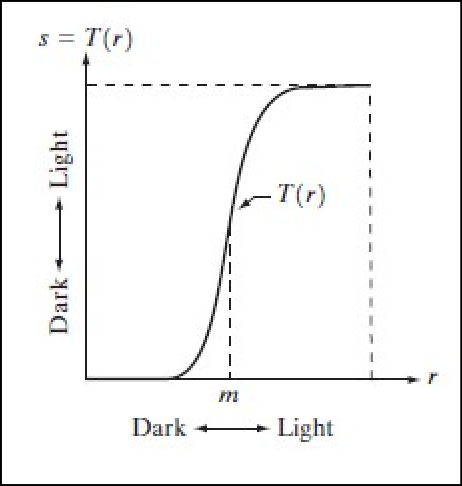 s = T(r)
Light
T(r)
Dark
r
m
Dark Light